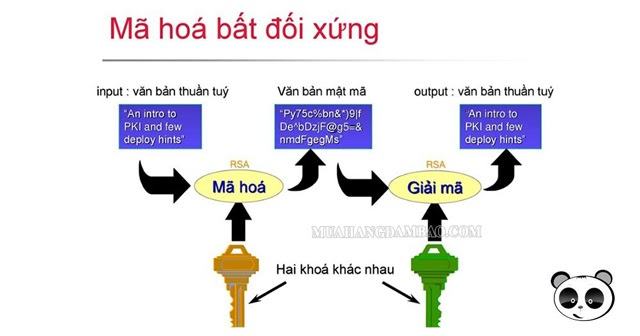 Mã hoá bất đối xứng
input : văn bản thuần tuý
Văn bản mật mã
output : văn bản thuần tuý
"An intro to
PKI and few
deploy hints"
"Py75c%bn&*)9|f
De^bDzjF@g5=&
nmdFgegMs"
"An intro to
PKI and few
deploy hints"
RSA
Mã hoá
RSA
Giải mã
MUAHANGDAMBAO.COM
Hai khoá khác nhau